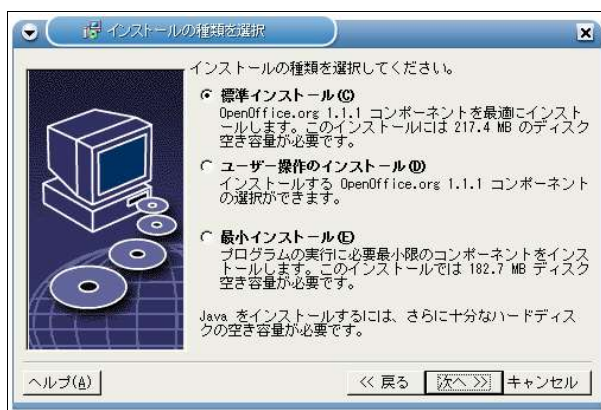 インストールの種類を選択
インストールの種類を選択してください。
標準インストール(C)
OpenOffice.org 1.1.1 コンポーネントを最適にインスト
ールします。このインストールには 217.4 MB のディスク
空き容量が必要です。
ユーザー操作のインストール(D)
インストールする OpenOffice.org 1.1.1 コンポーネント
の選択ができます。
最小インストール(E)
プログラムの実行に必要最小限のコンポーネントをインス
トールします。このインストールでは 182.7 MB ディスク
空き容量が必要です。
Java をインストールするには、さらに十分なハードディス
クの空き容量が必要です。
ヘルプ(A)
<< 戻る
次へ >>
キャンセル